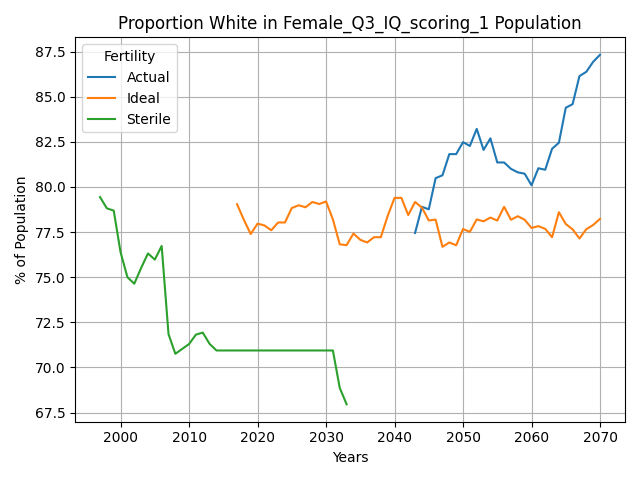 Proportion White in Female_Q3_IQ_scoring_1 Population
Fertility
Actual
Ideal
Sterile
% of Population
87.5
85.0
82.5
80.0
77.5
75.0
72.5
70.0
67.5
2000 2010 2020 2030 2040 2050 2060 2070
Years